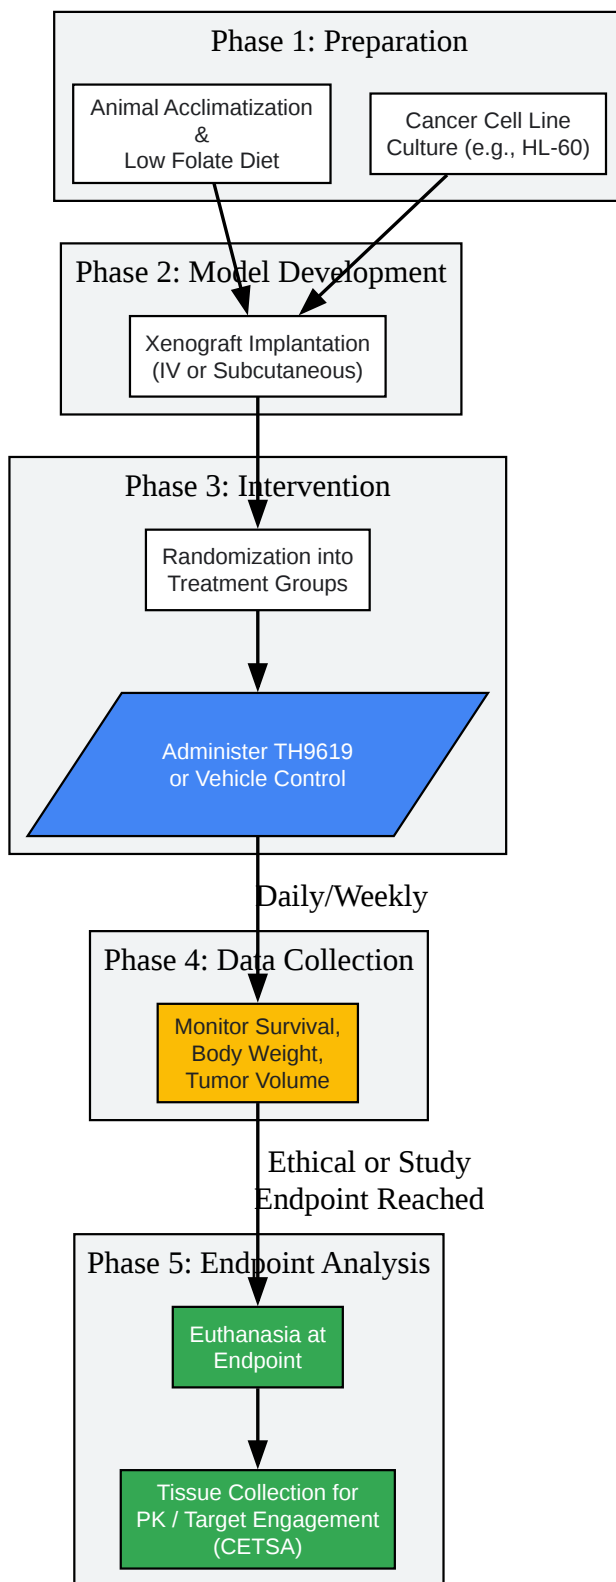 Phase 1: Preparation
Animal Acclimatization
&
Low Folate Diet
Cancer Cell Line
Culture (e.g., HL-60)
Phase 2: Model Development
Xenograft Implantation
(IV or Subcutaneous)
Phase 3: Intervention
Randomization into
Treatment Groups
Administer TH9619
or Vehicle Control
Daily/Weekly
Phase 4: Data Collection
Monitor Survival,
Body Weight,
Tumor Volume
Ethical or Study
Endpoint Reached
Phase 5: Endpoint Analysis
Euthanasia at
Endpoint
Tissue Collection for
PK / Target Engagement
(CETSA)